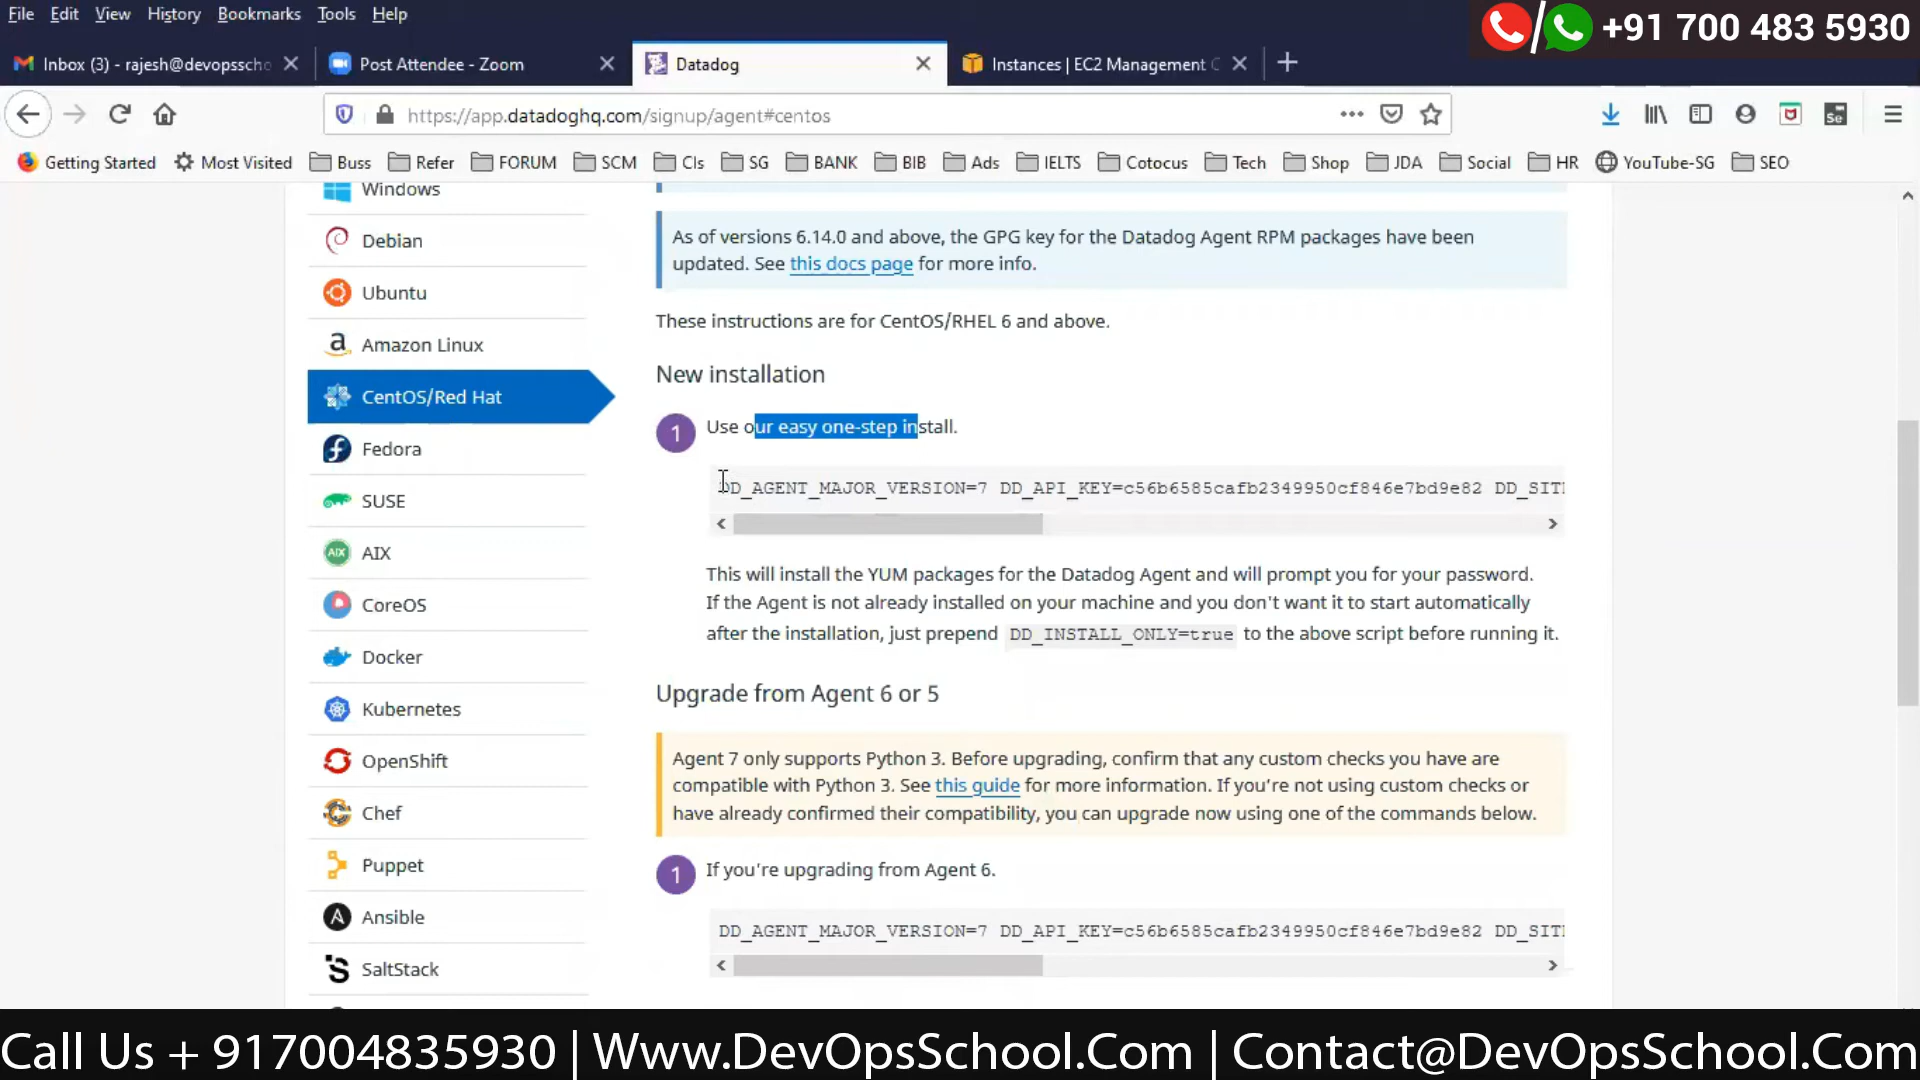 File Edit View History Bookmarks Tools Help
+91 700 483 5930
Inbox (3) - rajesh@devopsscho
Post Attendee - Zoom
Datadog
Instances | EC2 Management C
https://app.datadoghq.com/signup/agent#centos
Getting Started
Most Visited
Buss
Refer
FORUM
SCM
CIs
SG
BANK
BIB
Ads
IELTS
Cotocus
Tech
Shop
JDA
Social
HR
YouTube-SG
SEO
Windows
Debian
Ubuntu
Amazon Linux
CentOS/Red Hat
Fedora
SUSE
AIX
CoreOS
Docker
Kubernetes
OpenShift
Chef
Puppet
Ansible
SaltStack
As of versions 6.14.0 and above, the GPG key for the Datadog Agent RPM packages have been
updated. See this docs page for more info.
These instructions are for CentOS/RHEL 6 and above.
New installation
1 Use our easy one-step install.
DD_AGENT_MAJOR_VERSION=7 DD_API_KEY=c56b6585cafb2349950cf846e7bd9e82 DD_SITE
This will install the YUM packages for the Datadog Agent and will prompt you for your password.
If the Agent is not already installed on your machine and you don't want it to start automatically
after the installation, just prepend DD_INSTALL_ONLY=true to the above script before running it.
Upgrade from Agent 6 or 5
Agent 7 only supports Python 3. Before upgrading, confirm that any custom checks you have are
compatible with Python 3. See this guide for more information. If you're not using custom checks or
have already confirmed their compatibility, you can upgrade now using one of the commands below.
1 If you're upgrading from Agent 6.
DD_AGENT_MAJOR_VERSION=7 DD_API_KEY=c56b6585cafb2349950cf846e7bd9e82 DD_SITE
Call Us + 917004835930 | Www.DevOpsSchool.Com | Contact@DevOpsSchool.Com